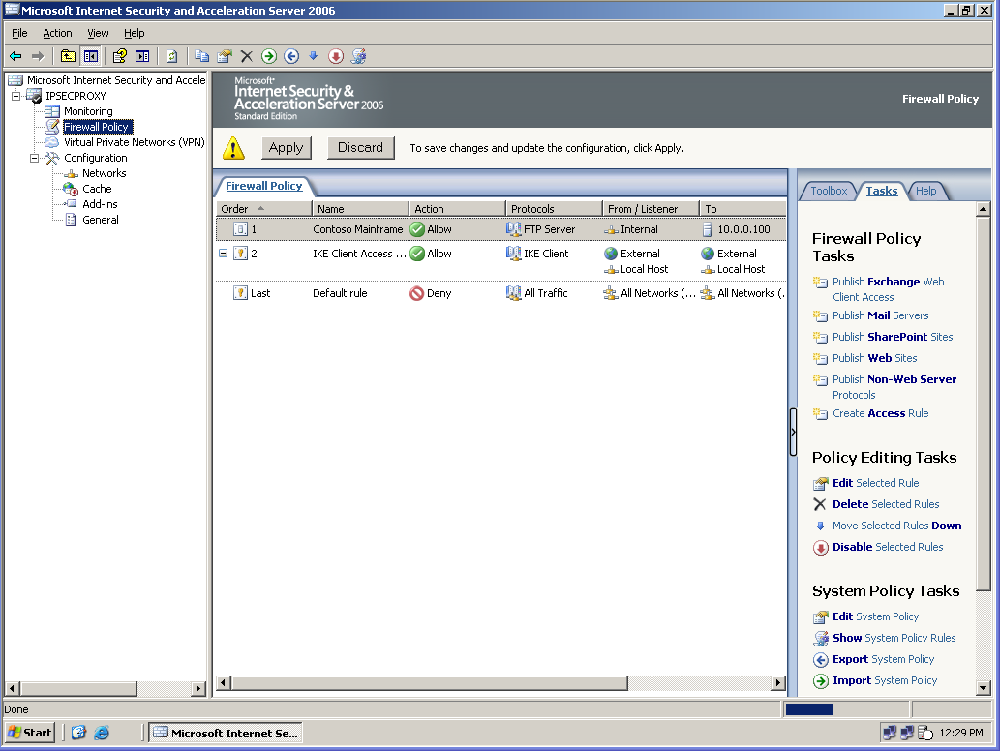 Microsoft Internet Security and Acceleration Server 2006
File Action View Help
Microsoft Internet Security and Accele
IPSECPROXY
Monitoring
Firewall Policy
Virtual Private Networks (VPN)
Configuration
Networks
Cache
Add-ins
General
Microsoft®
Internet Security &
Acceleration Server 2006
Standard Edition
Firewall Policy
Apply Discard To save changes and update the configuration, click Apply.
Firewall Policy
Order Name Action Protocols From / Listener To
1 Contoso Mainframe Allow FTP Server Internal 10.0.0.100
2 IKE Client Access ... Allow IKE Client External External
Local Host Local Host
Last Default rule Deny All Traffic All Networks (... All Networks (.
Toolbox Tasks Help
Firewall Policy
Tasks
Publish Exchange Web
Client Access
Publish Mail Servers
Publish SharePoint Sites
Publish Web Sites
Publish Non-Web Server
Protocols
Create Access Rule
Policy Editing Tasks
Edit Selected Rule
Delete Selected Rules
Move Selected Rules Down
Disable Selected Rules
System Policy Tasks
Edit System Policy
Show System Policy Rules
Export System Policy
Import System Policy
Done
Start Microsoft Internet Se... 12:29 PM